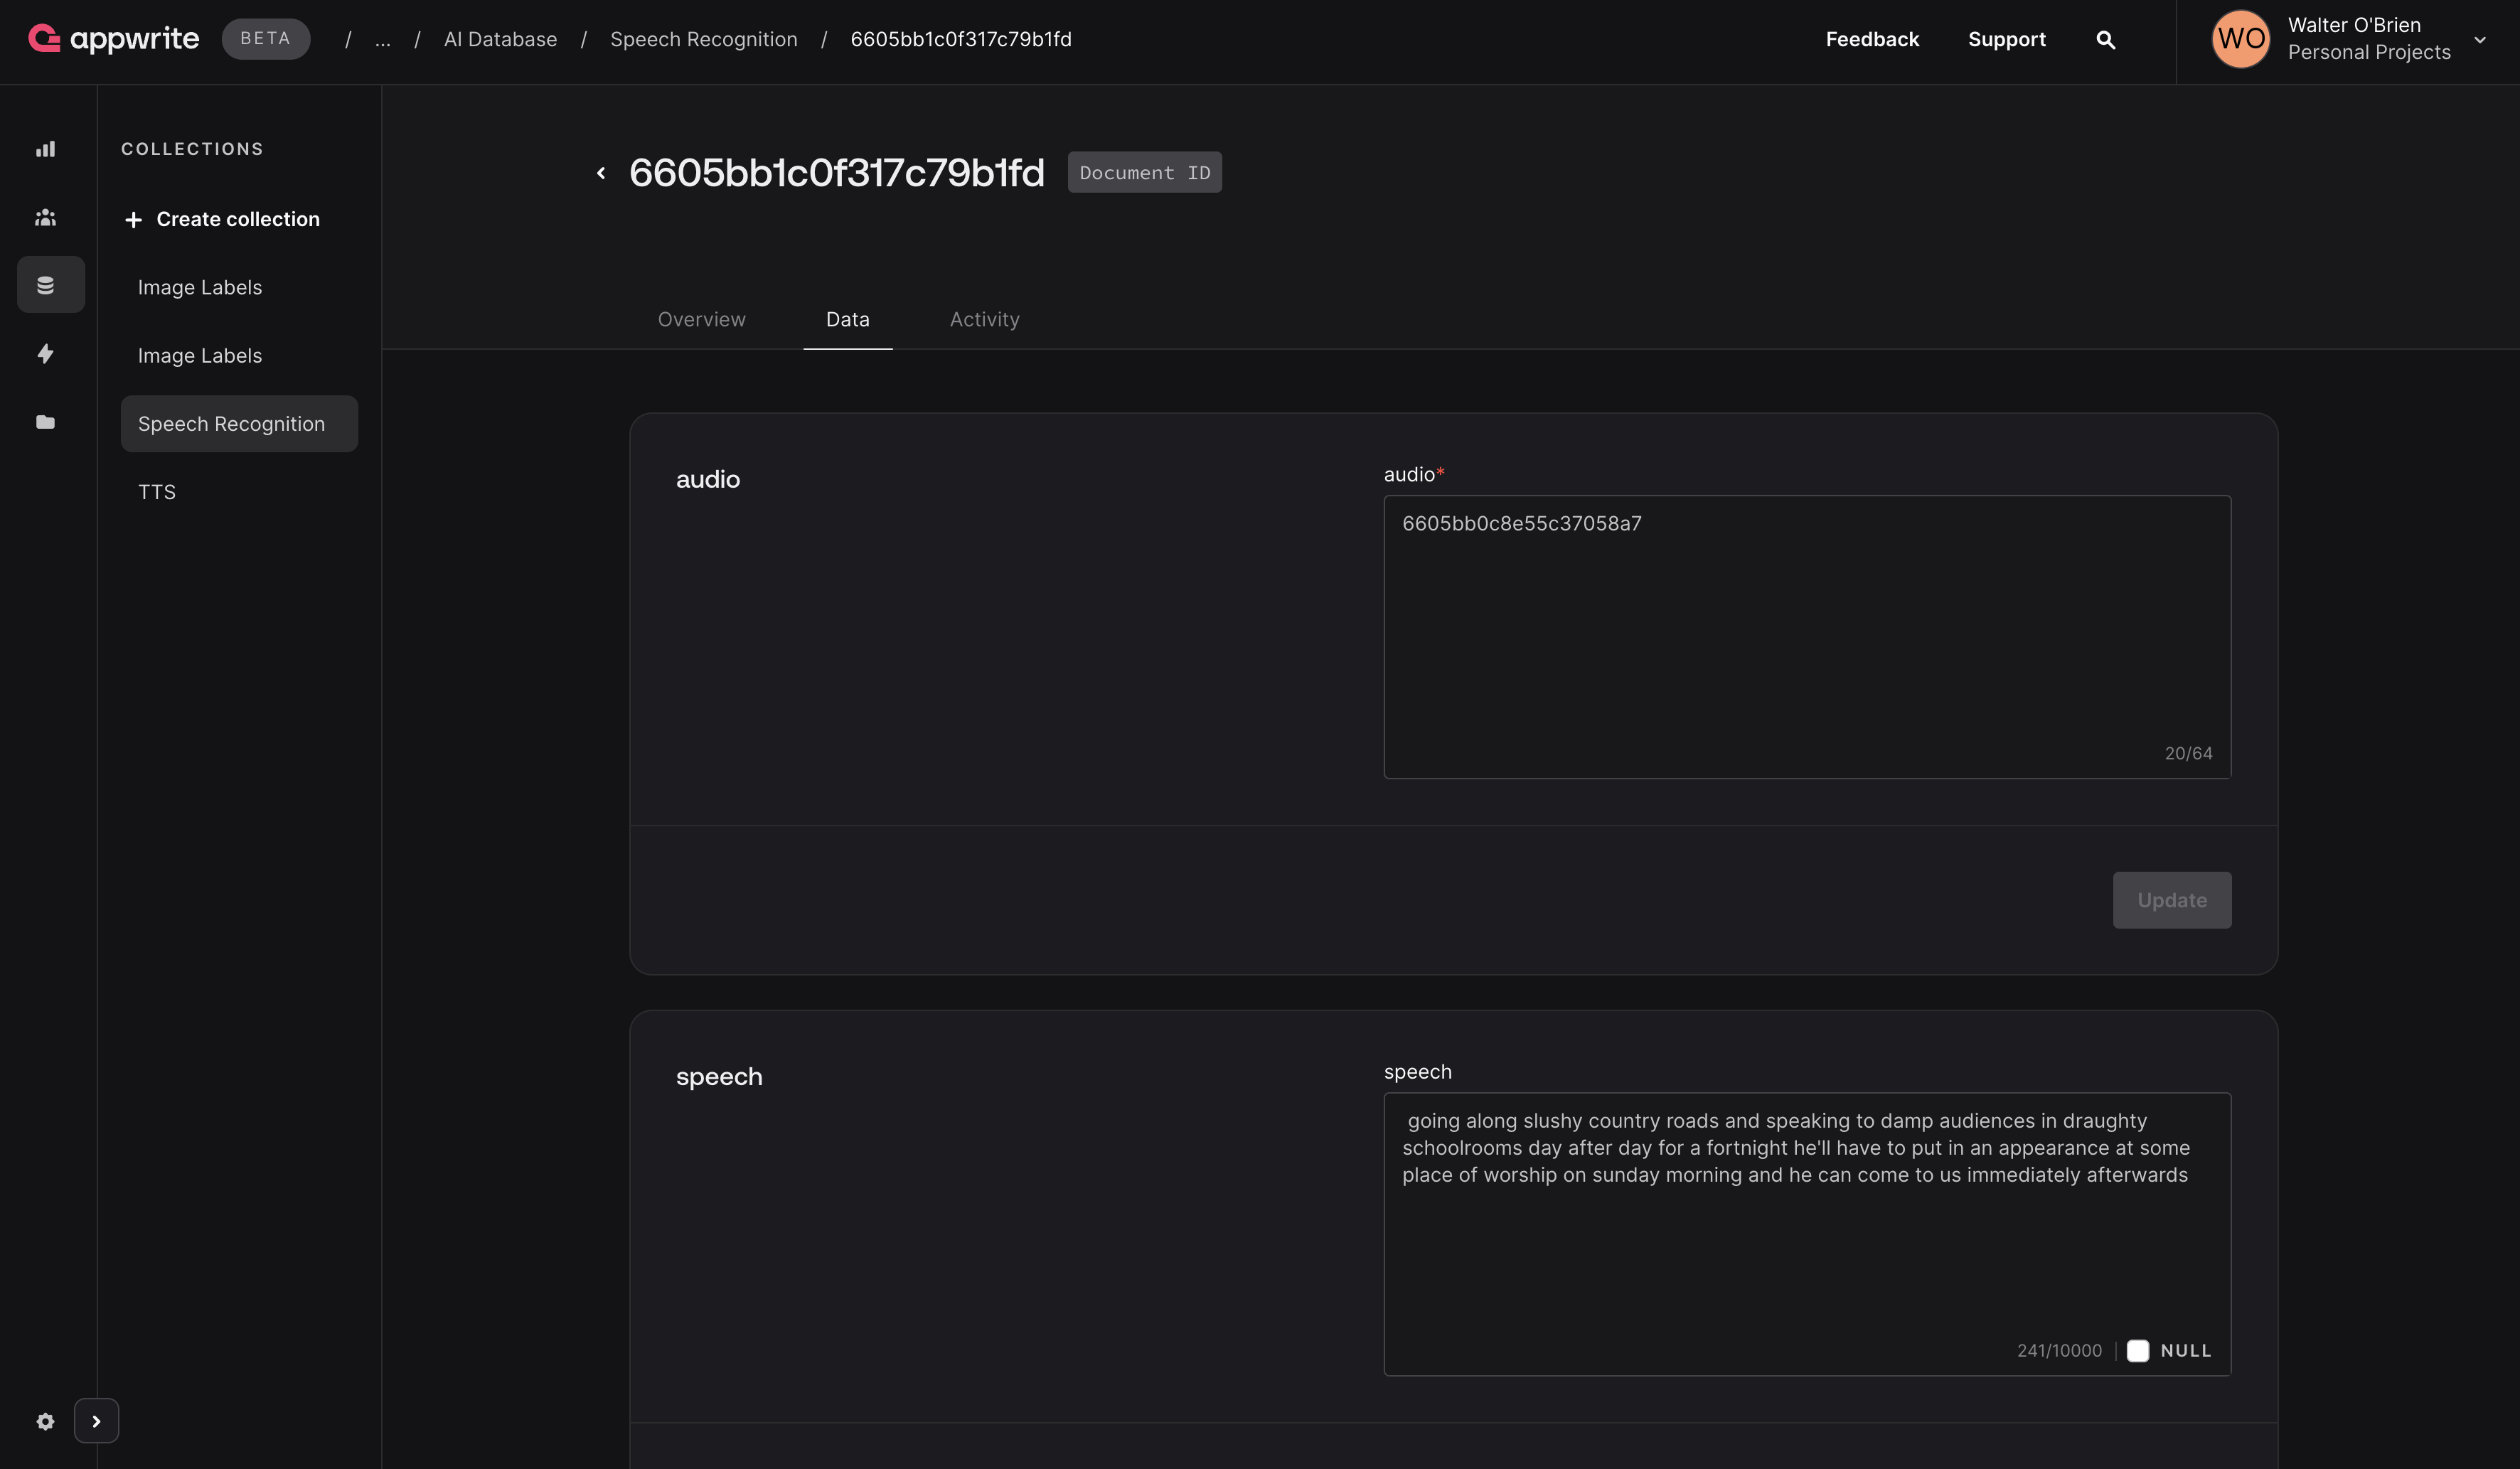 appwrite BETA / ... / AI Database / Speech Recognition / 6605bb1c0f317c79b1fd Feedback Support WO Walter O'Brien
Personal Projects
COLLECTIONS
Create collection
Image Labels
Image Labels
Speech Recognition
TTS
6605bb1c0f317c79b1fd Document ID
Overview Data Activity
audio
audio*
6605bb0c8e55c37058a7
20/64
Update
speech
speech
going along slushy country roads and speaking to damp audiences in draughty
schoolrooms day after day for a fortnight he'll have to put in an appearance at some
place of worship on sunday morning and he can come to us immediately afterwards
241/10000 NULL